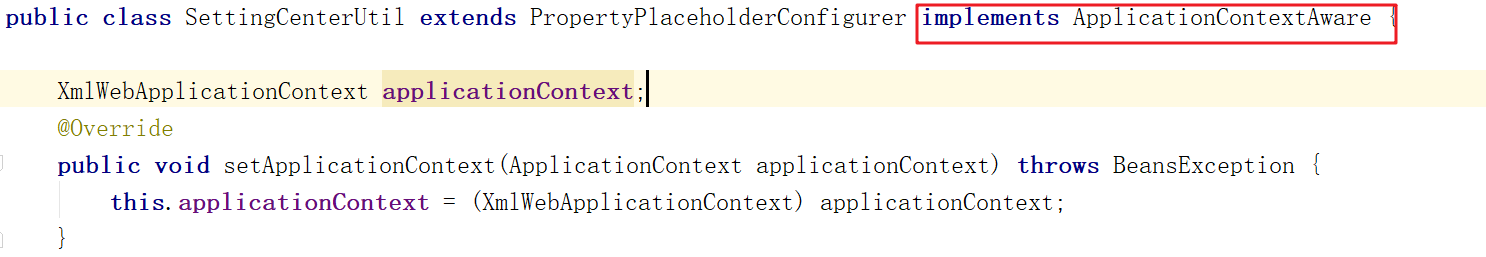 public class SettingCenterUtil extends PropertyPlaceholderConfigurer implements ApplicationContextAware {
XmlWebApplicationContext applicationContext;
@Override
public void setApplicationContext(ApplicationContext applicationContext) throws BeansException {
this.applicationContext = (XmlWebApplicationContext) applicationContext;
}